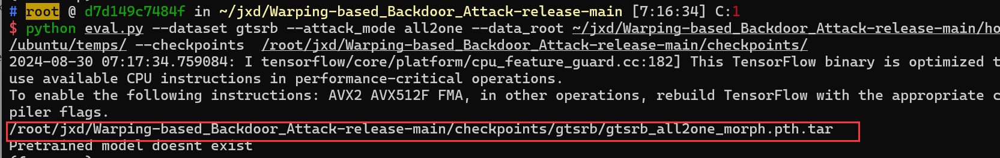 # root @ d7d149c7484f in ~/jxd/Warping-based_Backdoor_Attack-release-main [7:16:34] C:1
$ python eval.py --dataset gtsrb --attack_mode all2one --data_root ~/jxd/Warping-based_Backdoor_Attack-release-main/ho
/ubuntu/temps/ --checkpoints  /root/jxd/Warping-based_Backdoor_Attack-release-main/checkpoints/
2024-08-30 07:17:34.759084: I tensorflow/core/platform/cpu_feature_guard.cc:182] This TensorFlow binary is optimized t
use available CPU instructions in performance-critical operations.
To enable the following instructions: AVX2 AVX512F FMA, in other operations, rebuild TensorFlow with the appropriate c
piler flags.
/root/jxd/Warping-based_Backdoor_Attack-release-main/checkpoints/gtsrb/gtsrb_all2one_morph.pth.tar
Pretrained model doesnt exist